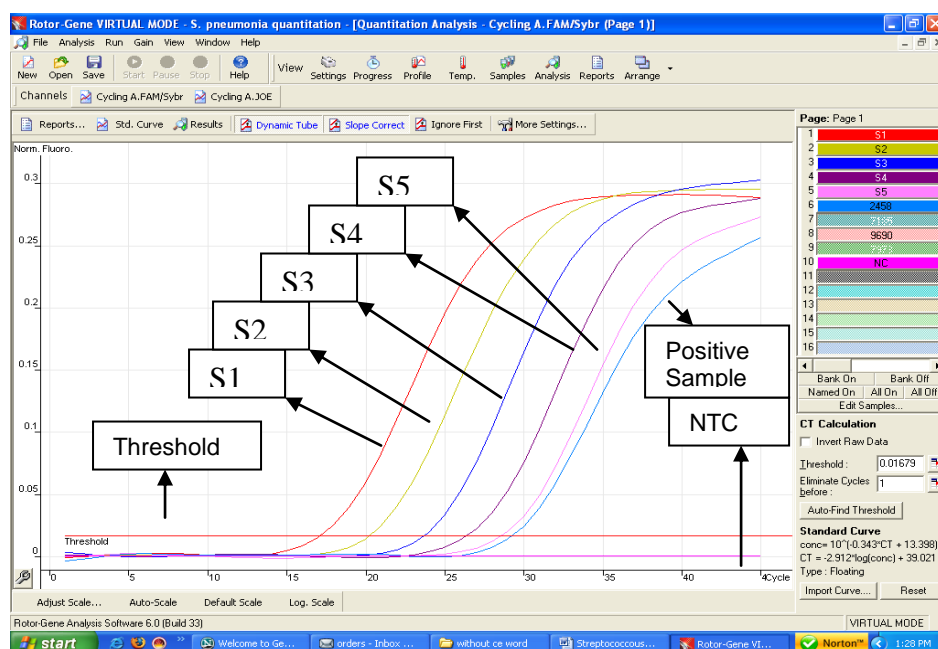 Rotor-Gene VIRTUAL MODE - S. pneumonia quantitation - [Quantitation Analysis - Cycling A.FAM/Sybr (Page 1)]
File Analysis Run Gain View Window Help
New Open Save Start Pause Stop Help View Settings Progress Profile Temp. Samples Analysis Reports Arrange
Channels Cycling A.FAM/Sybr Cycling A.JOE
Reports... Std. Curve Results Dynamic Tube Slope Correct Ignore First More Settings...
Norm. Fluoro.
0.3
0.25
0.2
0.15
0.1
0.05
0
S5
S4
S3
S2
S1
Threshold
Positive
Sample
NTC
Threshold
0 5 10 15 20 25 30 35 40 4 Cycle
Adjust Scale... Auto-Scale Default Scale Log. Scale
Page: Page 1
1 S1
2 S2
3 S3
4 S4
5 S5
6 2458
7
8 9690
9
10 NC
11
12
13
14
15
16
Bank On Bank Off
Named On All On All Off
Edit Samples...
CT Calculation
Invert Raw Data
Threshold : 0.01679
Eliminate Cycles before : 1
Auto-Find Threshold
Standard Curve
conc= 10^(-0.343*CT + 13.398)
CT = -2.912*log(conc) + 39.021
Type : Floating
Import Curve.... Reset
Rotor-Gene Analysis Software 6.0 (Build 33) VIRTUAL MODE
start Welcome to Ge... orders - Inbox ... without ce word Streptococcous... Rotor-Gene VI... Norton™ 1:28 PM